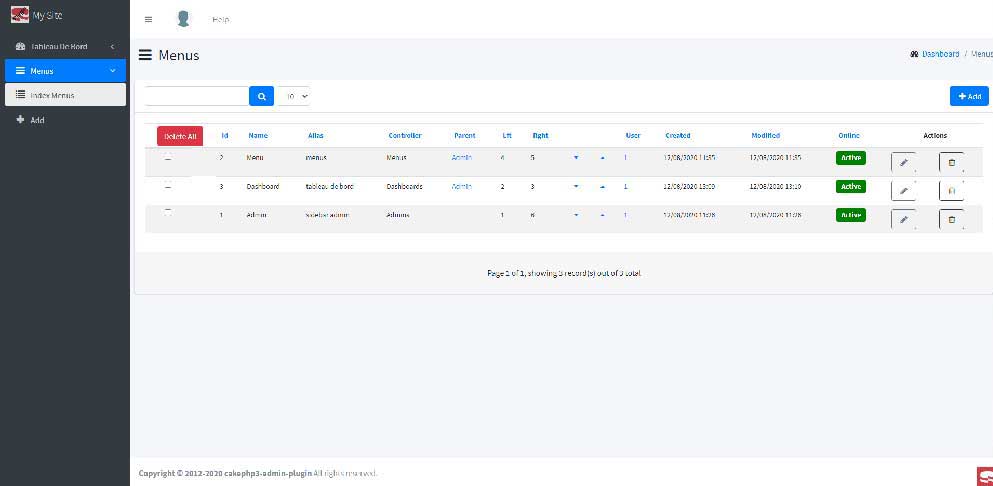 My Site
Help
Tableau De Bord
Menus
Index Menus
Add
Menus
Dashboard / Menus
10
Add
Delete All Id Name Alias Controller Parent Lft Right User Created Modified Online Actions
2 Menu menus Menus Admin 4 5 1 12/08/2020 11:35 12/08/2020 11:35 Active
3 Dashboard tableau-de-bord Dashboards Admin 2 3 1 12/08/2020 13:09 12/08/2020 13:10 Active
1 Admin sidebar-admin Admins 1 6 1 12/08/2020 11:28 12/08/2020 11:28 Active
Page 1 of 1, showing 3 record(s) out of 3 total
Copyright © 2012-2020 cakephp3-admin-plugin All rights reserved.